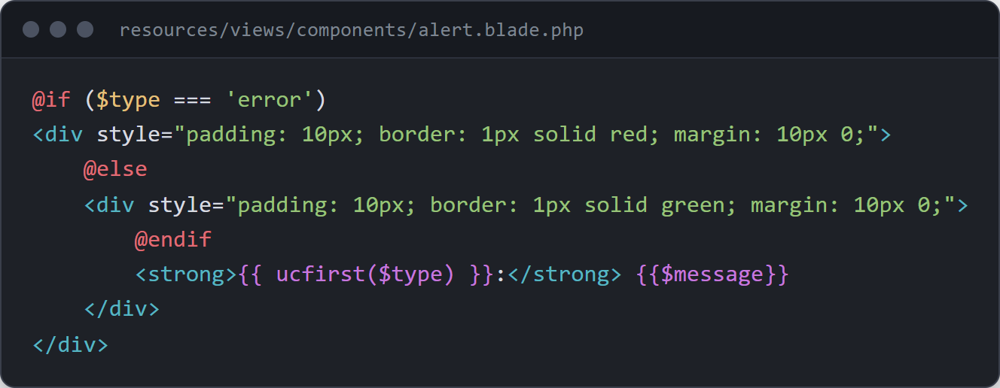 resources/views/components/alert.blade.php
@if ($type === 'error')
<div style="padding: 10px; border: 1px solid red; margin: 10px 0;">
    @else
    <div style="padding: 10px; border: 1px solid green; margin: 10px 0;">
        @endif
        <strong>{{ ucfirst($type) }}:</strong> {{$message}}
    </div>
</div>